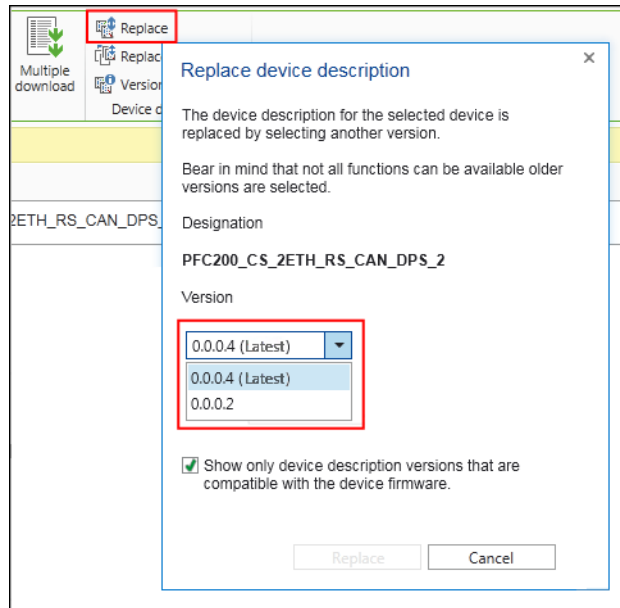 Replace
Replac
Multiple
download
Version
Device d
2ETH_RS_CAN_DPS_
Replace device description
The device description for the selected device is
replaced by selecting another version.
Bear in mind that not all functions can be available older
versions are selected.
Designation
PFC200_CS_2ETH_RS_CAN_DPS_2
Version
0.0.0.4 (Latest)
0.0.0.4 (Latest)
0.0.0.2
Show only device description versions that are
compatible with the device firmware.
Replace
Cancel